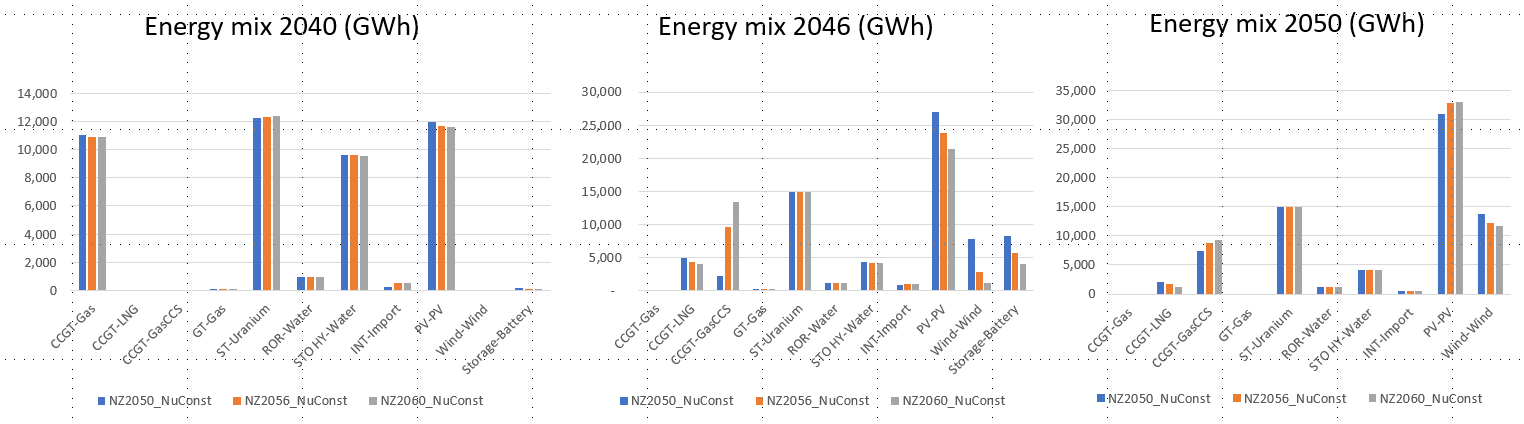 Energy mix 2040 (GWh)
14,000
12,000
10,000
8,000
6,000
4,000
2,000
0
CCGT-Gas
CCGT-LNG
CCGT-GasCCS
GT-Gas
ST-Uranium
ROR-Water
STO HY-Water
INT-Import
PV-PV
Wind-Wind
Storage-Battery
NZ2050_NuConst NZ2056_NuConst NZ2060_NuConst
Energy mix 2046 (GWh)
30,000
25,000
20,000
15,000
10,000
5,000
-
CCGT-Gas
CCGT-LNG
CCGT-GasCCS
GT-Gas
ST-Uranium
ROR-Water
STO HY-Water
INT-Import
PV-PV
Wind-Wind
Storage-Battery
NZ2050_NuConst NZ2056_NuConst NZ2060_NuConst
Energy mix 2050 (GWh)
35,000
30,000
25,000
20,000
15,000
10,000
5,000
0
CCGT-Gas
CCGT-LNG
CCGT-GasCCS
GT-Gas
ST-Uranium
ROR-Water
STO HY-Water
INT-Import
PV-PV
Wind-Wind
NZ2050_NuConst NZ2056_NuConst NZ2060_NuConst